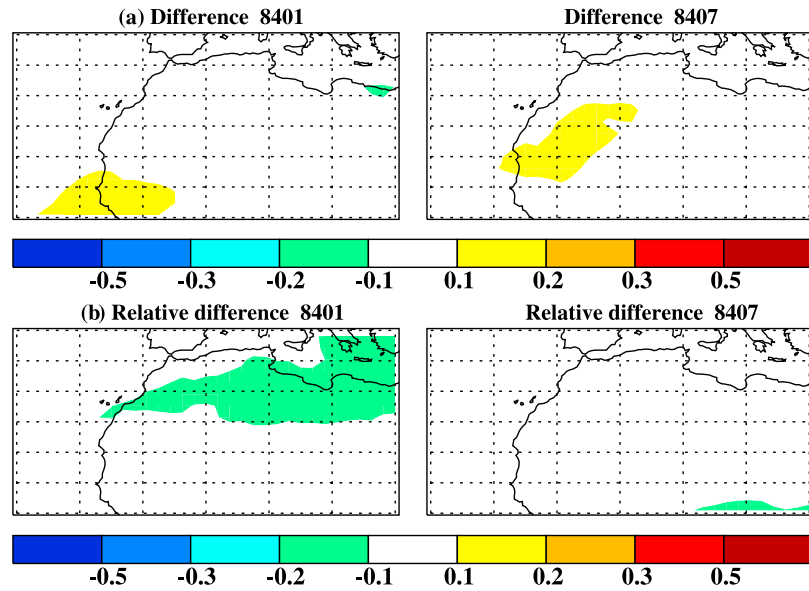 (a) Difference 8401
Difference 8407
-0.5 -0.3 -0.2 -0.1 0.1 0.2 0.3 0.5
(b) Relative difference 8401
Relative difference 8407
-0.5 -0.3 -0.2 -0.1 0.1 0.2 0.3 0.5